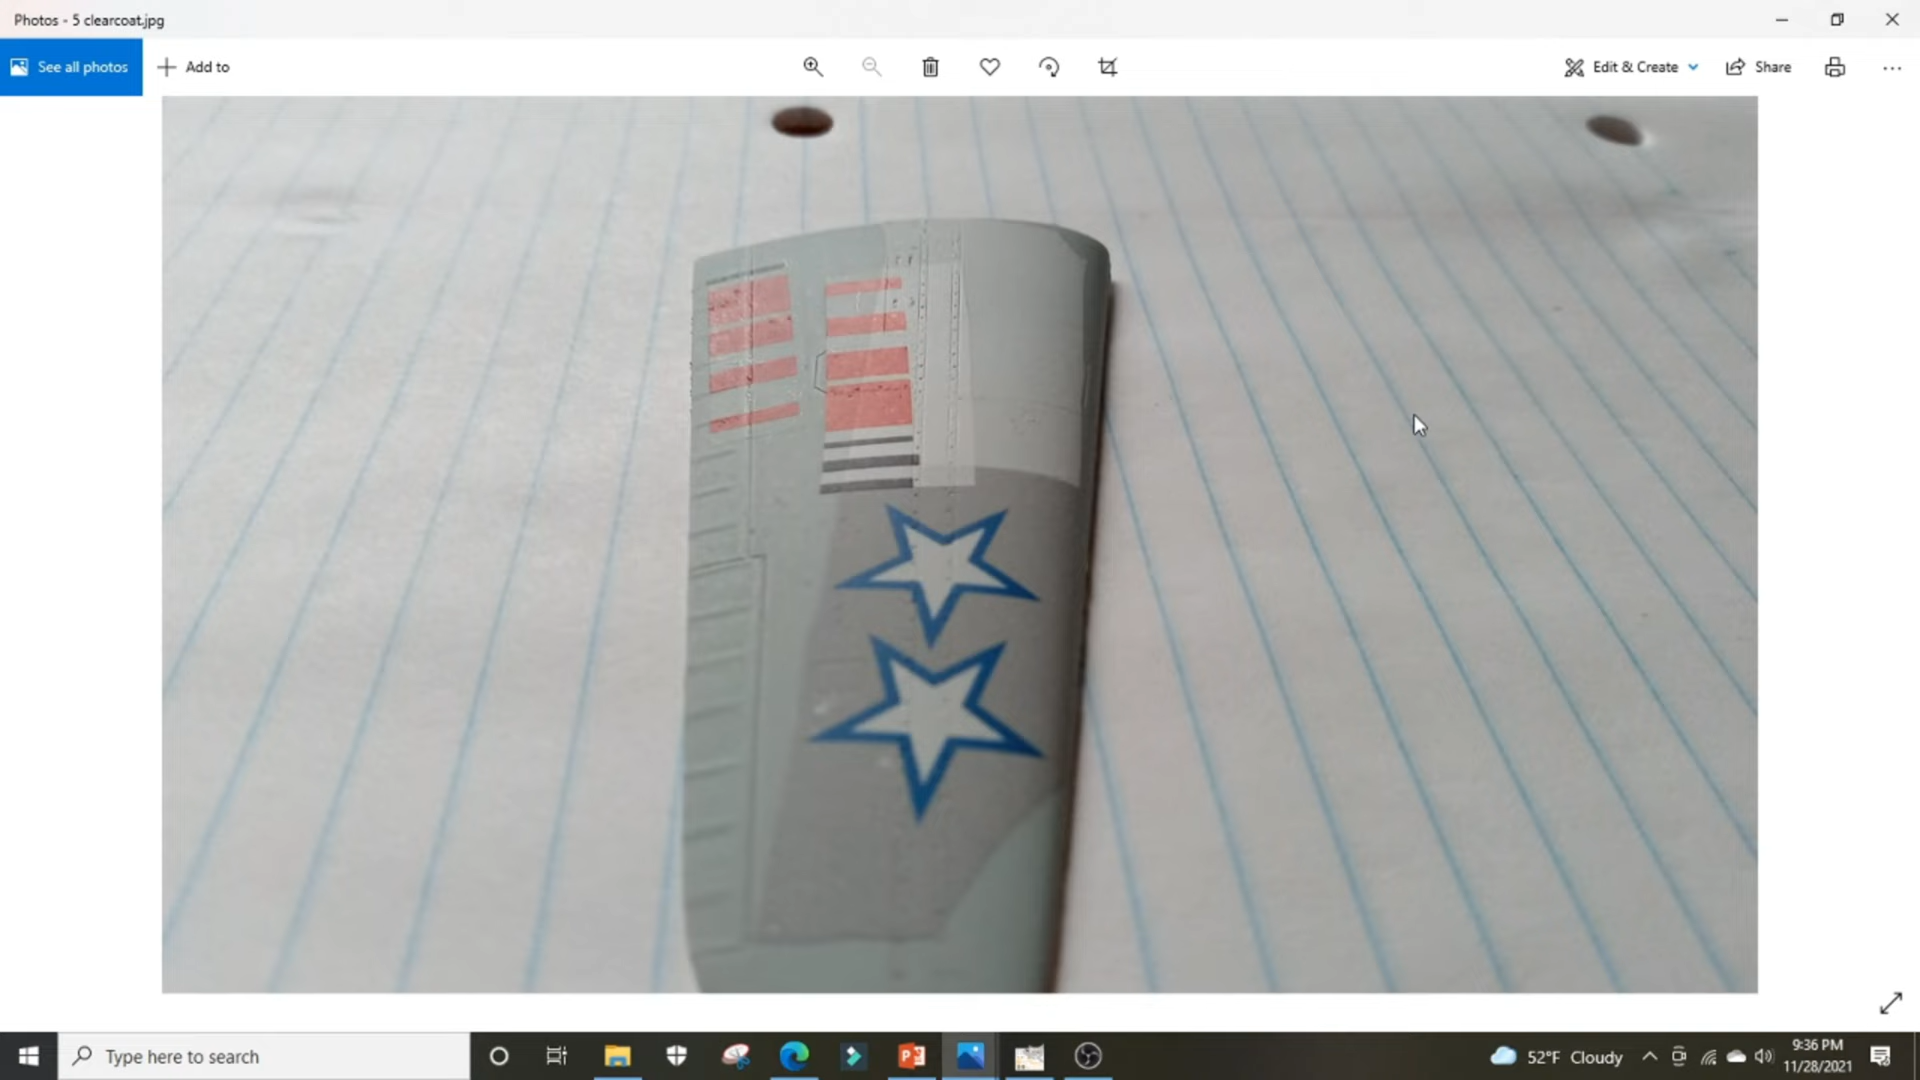 Photos - 5 clearcoat.jpg
See all photos
Add to
Edit & Create
Share
Type here to search
52°F Cloudy
9:36 PM
11/28/2021